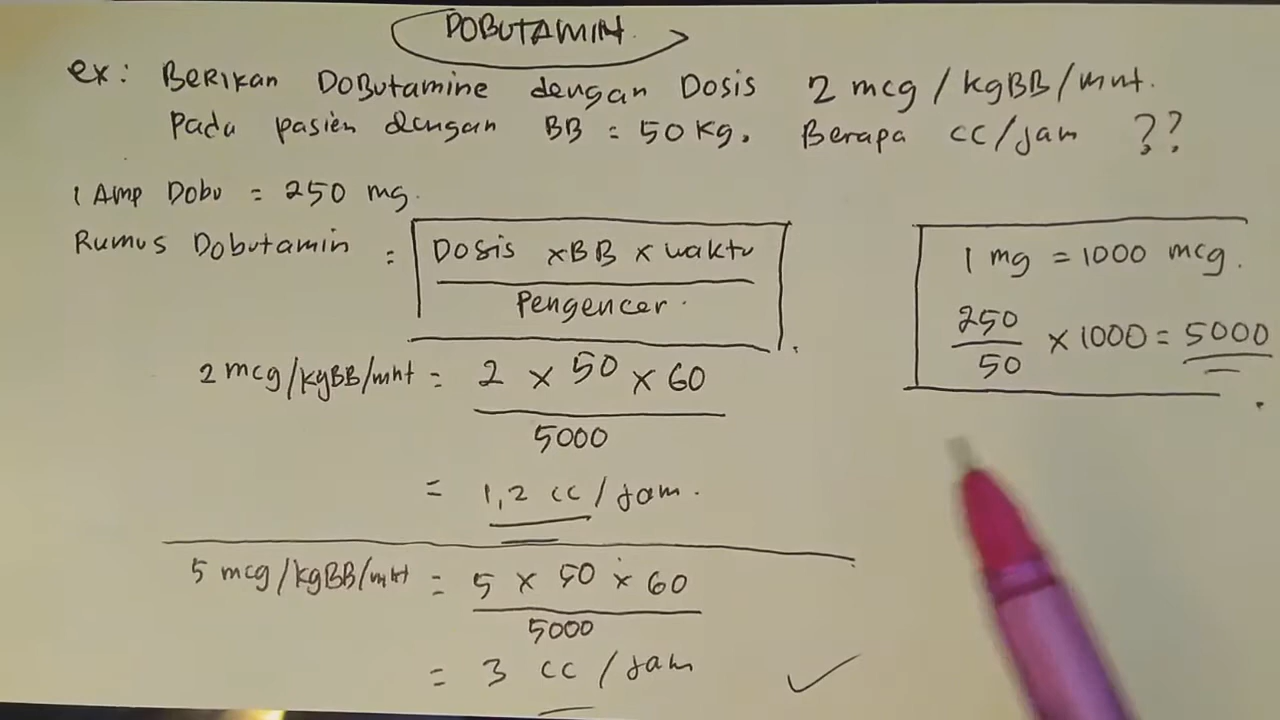 DOBUTAMIN
ex: BERIKAN DOBUTAMINE dengan Dosis 2 mcg/kgBB/mnt.
Pada pasien dengan BB = 50 Kg. Berapa cc/jam ??
1 Amp Dobu = 250 mg.
Rumus Dobutamin = Dosis x BB x waktu
Pengencer
1 mg = 1000 mcg.
250
50 x 1000 = 5000
2 mcg/kgBB/mnt = 2 x 50 x 60
5000
= 1,2 cc/jam.
5 mcg/kgBB/mnt = 5 x 50 x 60
5000
= 3 cc/jam